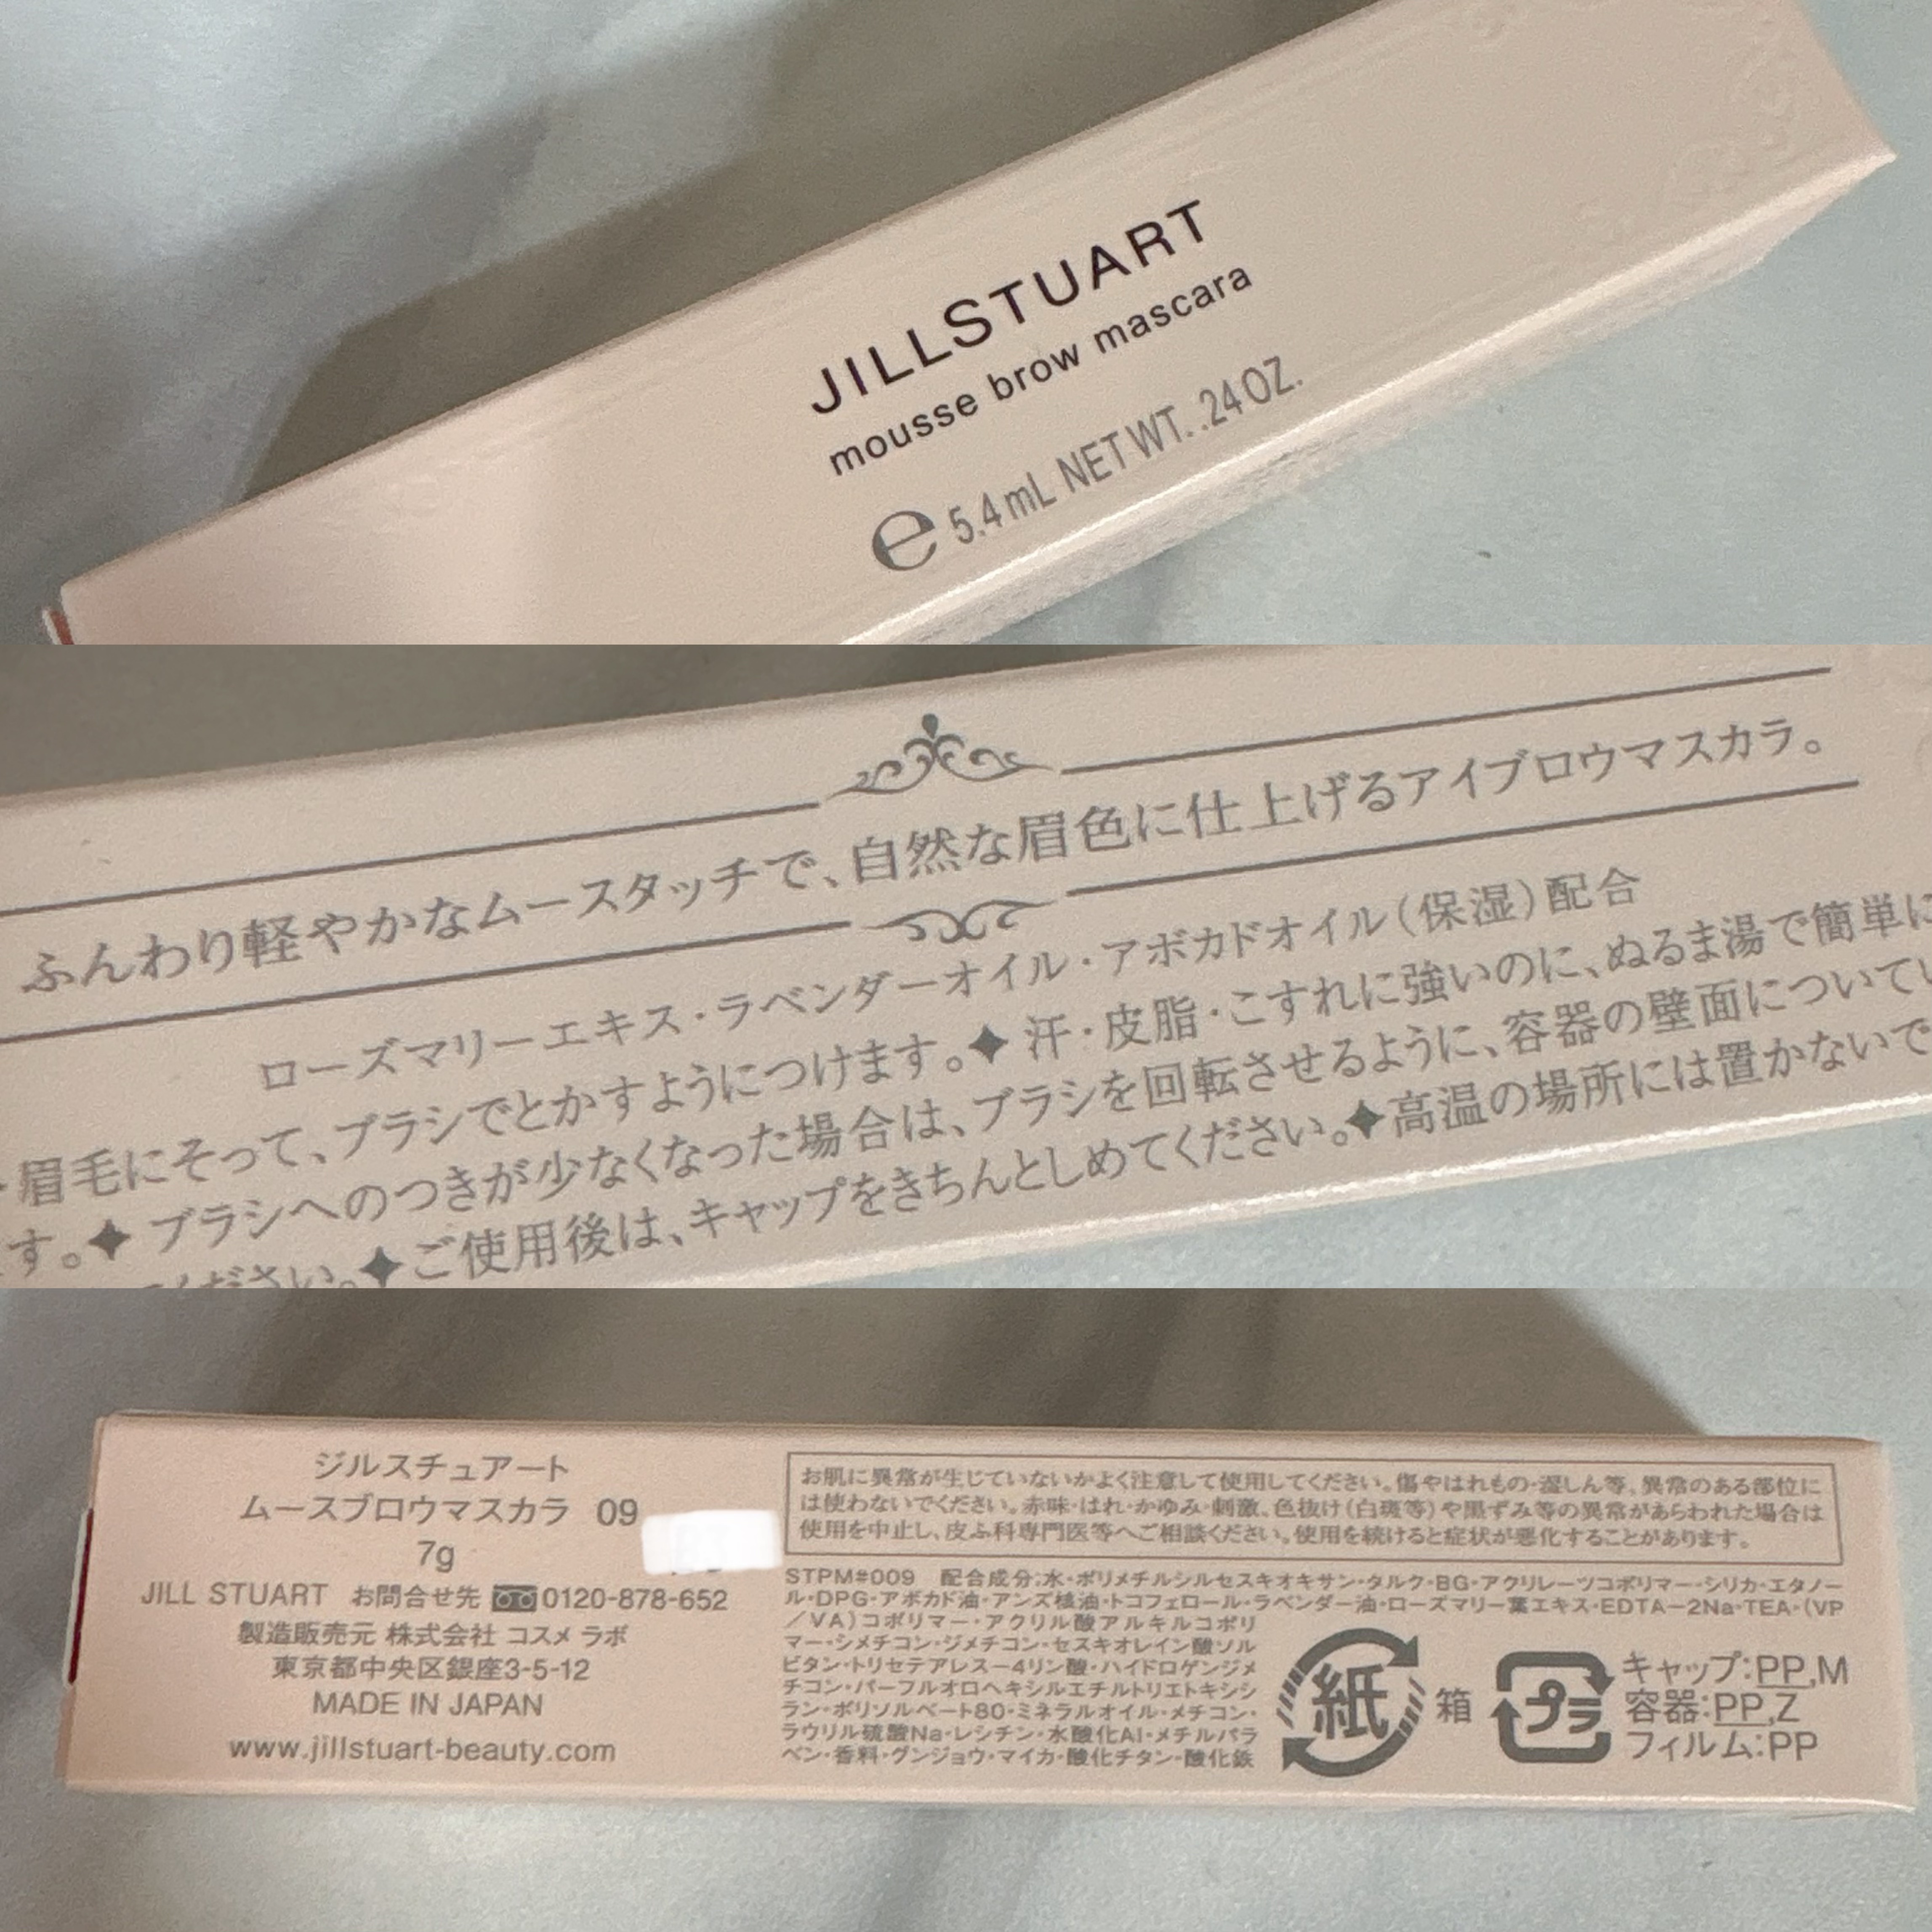 JILLSTUART
mousse brow mascara
℮ 5.4mL NET WT. .24 OZ.
ふんわり軽やかなムースタッチで、自然な眉色に仕上げるアイブロウマスカラ。
ローズマリーエキス・ラベンダーオイル・アボカドオイル(保湿)配合
眉毛にそって、ブラシでとかすようにつけます。✦ 汗・皮脂・こすれに強いのに、ぬるま湯で簡単に
す。✦ ブラシへのつきが少なくなった場合は、ブラシを回転させるように、容器の壁面についてい
ください。✦ご使用後は、キャップをきちんとしめてください。✦高温の場所には置かないで
ジルスチュアート
ムースブロウマスカラ 09
7g
JILL STUART お問合せ先 0120-878-652
製造販売元 株式会社 コスメ ラボ
東京都中央区銀座3-5-12
MADE IN JAPAN
www.jillstuart-beauty.com
お肌に異常が生じていないかよく注意して使用してください。傷やはれもの・湿しん等、異常のある部位に
は使わないでください。赤味・はれ・かゆみ・刺激、色抜け(白斑等)や黒ずみ等の異常があらわれた場合は
使用を中止し、皮ふ科専門医等へご相談ください。使用を続けると症状が悪化することがあります。
STPM#009 配合成分:水・ポリメチルシルセスキオキサン・タルク・BG・アクリレーツコポリマー・シリカ・エタノー
ル・DPG・アボカド油・アンズ核油・トコフェロール・ラベンダー油・ローズマリー葉エキス・EDTA-2Na・TEA・(VP
/VA)コポリマー・アクリル酸アルキルコポリ
マー・シメチコン・ジメチコン・セスキオレイン酸ソル
ビタン・トリセテアレス-4リン酸・ハイドロゲンジメ
チコン・パーフルオロヘキシルエチルトリエトキシシ
ラン・ポリソルベート80・ミネラルオイル・メチコン・
ラウリル硫酸Na・レシチン・水酸化Al・メチルパラ
ベン・香料・グンジョウ・マイカ・酸化チタン・酸化鉄
紙 箱
プラ
キャップ:PP,M
容器:PP,Z
フィルム:PP